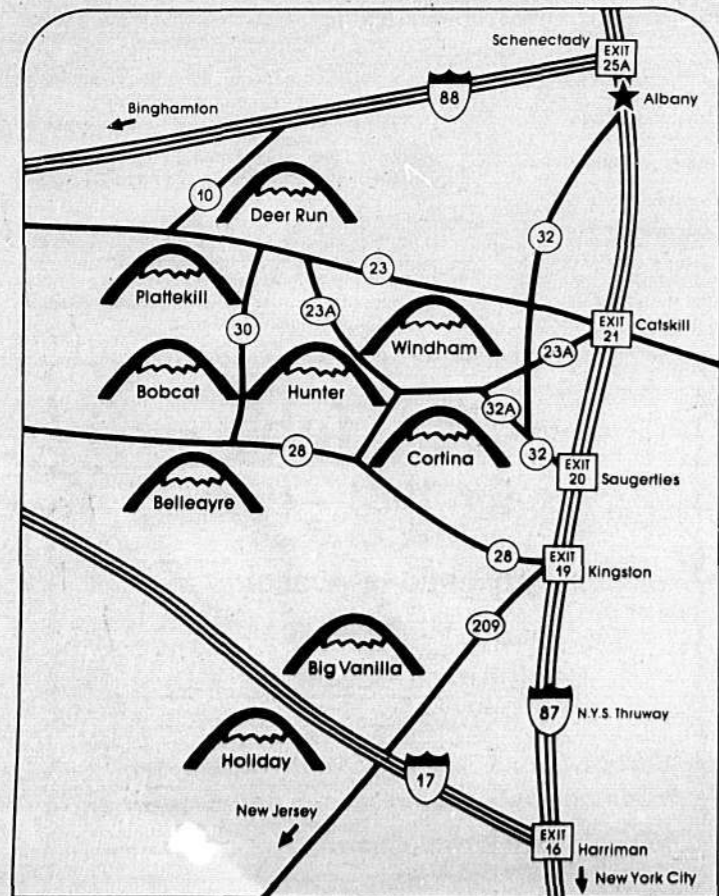 Schenectady
EXIT
25A
Binghamton
88
Albany
10
Deer Run
32
23
Plattekill
30
23A
Windham
EXIT
21
Catskill
23A
Bobcat
Hunter
32A
28
Cortina
32
EXIT
20
Saugerties
Belleayre
28
EXIT
19
Kingston
209
Big Vanilla
87
N.Y.S. Thruway
Holiday
17
New Jersey
EXIT
16
Harriman
New York City